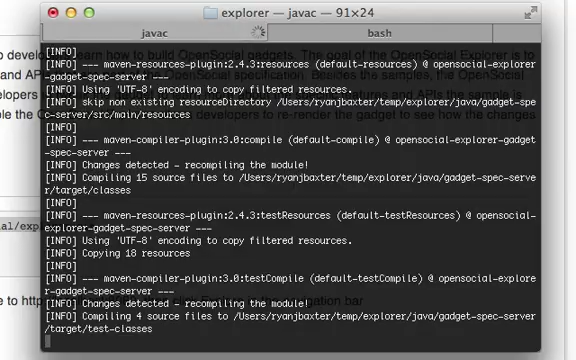 explorer — javac — 91×24
javac
bash
[INFO]
[INFO] --- maven-resources-plugin:2.4.3:resources (default-resources) @ opensocial-explorer
-gadget-spec-server ---
[INFO] Using 'UTF-8' encoding to copy filtered resources.
[INFO] skip non existing resourceDirectory /Users/ryanjbaxter/temp/explorer/java/gadget-spe
c-server/src/main/resources
[INFO]
[INFO] --- maven-compiler-plugin:3.0:compile (default-compile) @ opensocial-explorer-gadget
-spec-server ---
[INFO] Changes detected - recompiling the module!
[INFO] Compiling 15 source files to /Users/ryanjbaxter/temp/explorer/java/gadget-spec-serve
r/target/classes
[INFO]
[INFO] --- maven-resources-plugin:2.4.3:testResources (default-testResources) @ opensocial-
explorer-gadget-spec-server ---
[INFO] Using 'UTF-8' encoding to copy filtered resources.
[INFO] Copying 18 resources
[INFO]
[INFO] --- maven-compiler-plugin:3.0:testCompile (default-testCompile) @ opensocial-explore
r-gadget-spec-server ---
[INFO] Changes detected - recompiling the module!
[INFO] Compiling 4 source files to /Users/ryanjbaxter/temp/explorer/java/gadget-spec-server
/target/test-classes